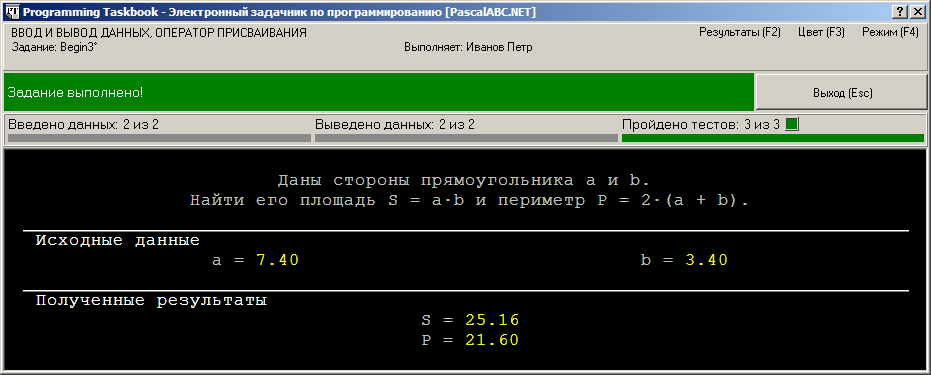 Programming Taskbook - Электронный задачник по программированию [PascalABC.NET]
ВВОД И ВЫВОД ДАННЫХ, ОПЕРАТОР ПРИСВАИВАНИЯ
Результаты (F2) Цвет (F3) Режим (F4)
Задание: Begin3*
Выполняет: Иванов Петр
Задание выполнено!
Выход (Esc)
Введено данных: 2 из 2
Выведено данных: 2 из 2
Пройдено тестов: 3 из 3
Даны стороны прямоугольника a и b.
Найти его площадь S = a·b и периметр P = 2·(a + b).
Исходные данные
a = 7.40 b = 3.40
Полученные результаты
S = 25.16
P = 21.60